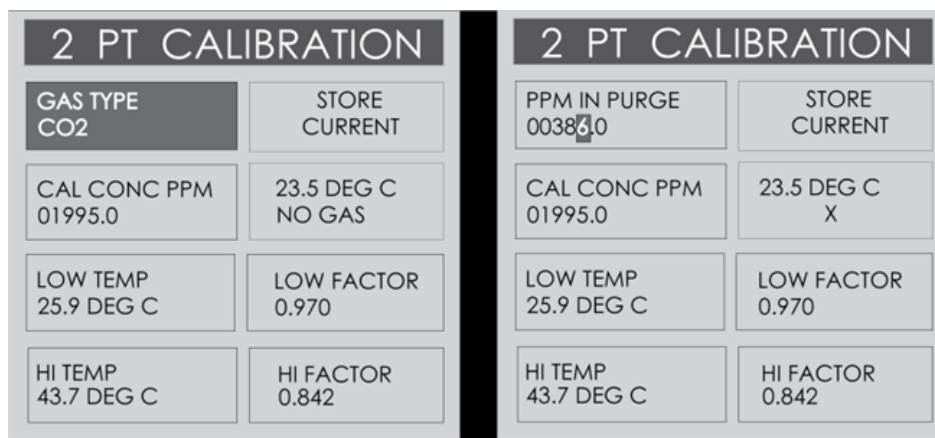 2 PT CALIBRATION
GAS TYPE
CO2
STORE
CURRENT
CAL CONC PPM
01995.0
23.5 DEG C
NO GAS
LOW TEMP
25.9 DEG C
LOW FACTOR
0.970
HI TEMP
43.7 DEG C
HI FACTOR
0.842
2 PT CALIBRATION
PPM IN PURGE
00386.0
STORE
CURRENT
CAL CONC PPM
01995.0
23.5 DEG C
X
LOW TEMP
25.9 DEG C
LOW FACTOR
0.970
HI TEMP
43.7 DEG C
HI FACTOR
0.842